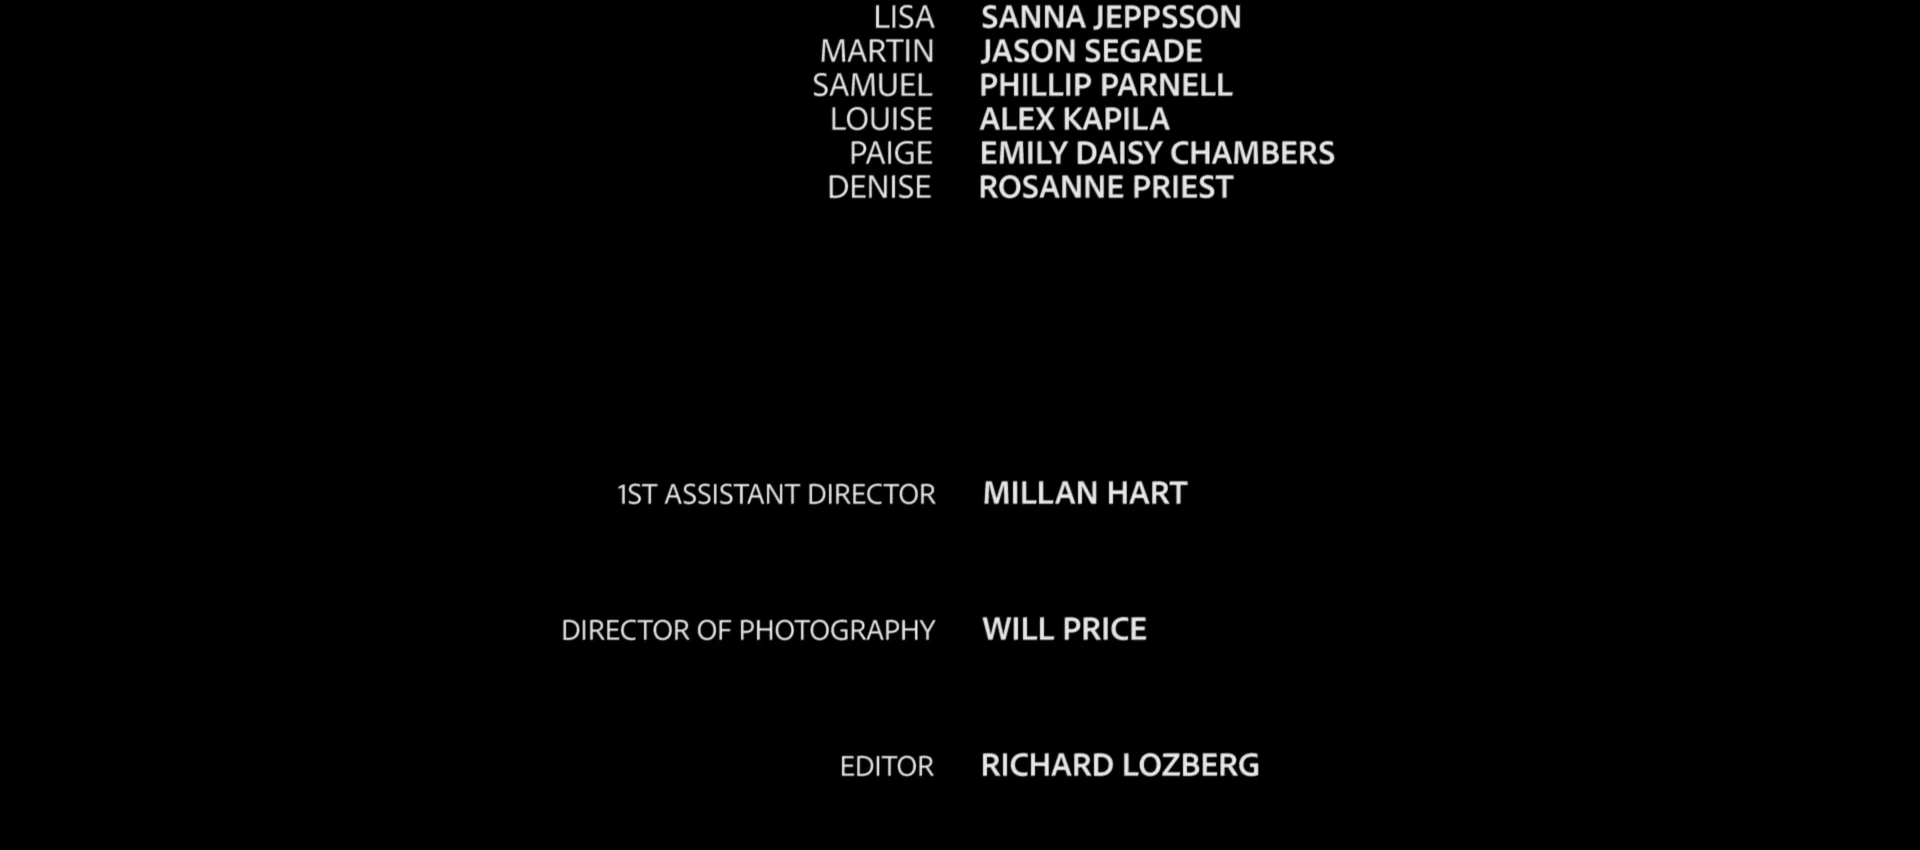 LISA SANNA JEPPSSON
MARTIN JASON SEGADE
SAMUEL PHILLIP PARNELL
LOUISE ALEX KAPILA
PAIGE EMILY DAISY CHAMBERS
DENISE ROSANNE PRIEST
1ST ASSISTANT DIRECTOR MILLAN HART
DIRECTOR OF PHOTOGRAPHY WILL PRICE
EDITOR RICHARD LOZBERG